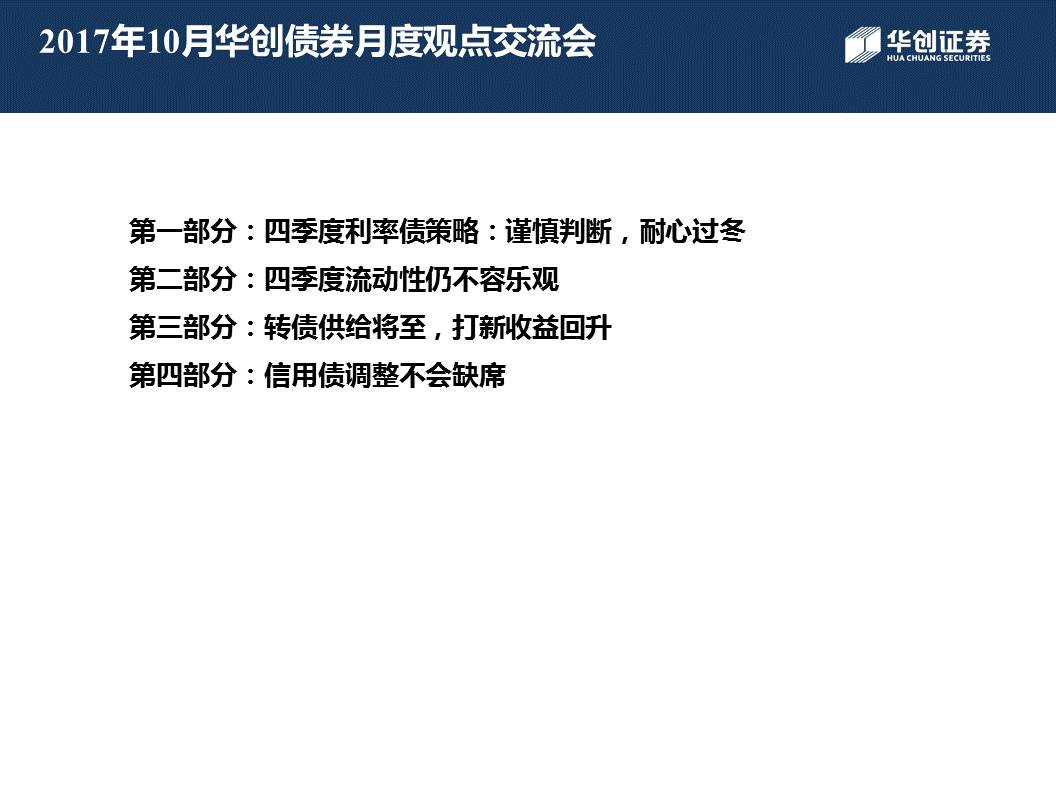 2017年10月华创债券月度观点交流会
华创证券
HUA CHUANG SECURITIES
第一部分：四季度利率债策略：谨慎判断，耐心过冬
第二部分：四季度流动性仍不容乐观
第三部分：转债供给将至，打新收益回升
第四部分：信用债调整不会缺席